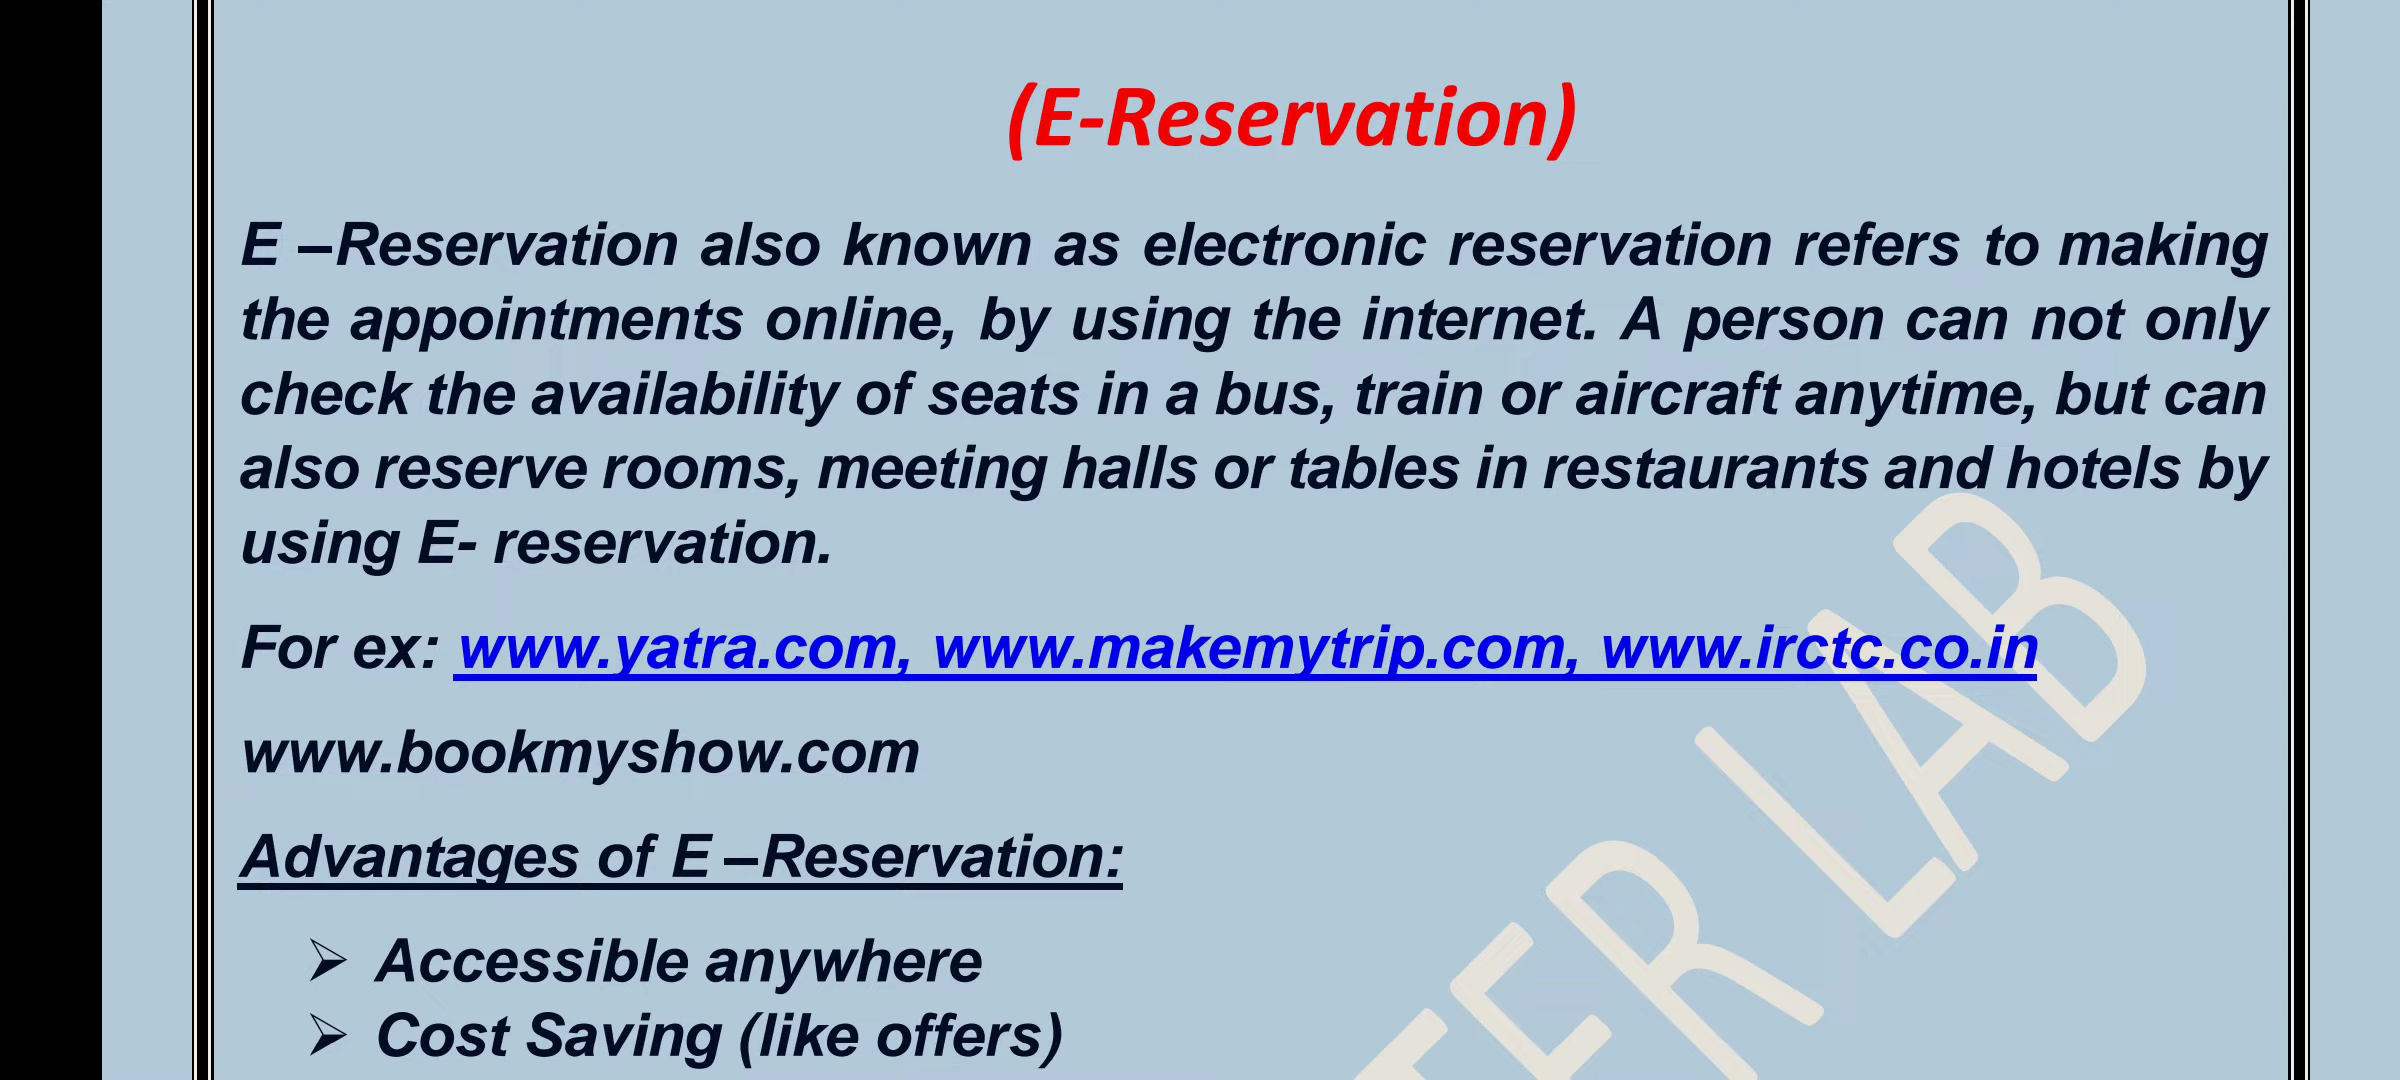 (E-Reservation)
E –Reservation also known as electronic reservation refers to making
the appointments online, by using the internet. A person can not only
check the availability of seats in a bus, train or aircraft anytime, but can
also reserve rooms, meeting halls or tables in restaurants and hotels by
using E- reservation.
For ex: www.yatra.com, www.makemytrip.com, www.irctc.co.in
www.bookmyshow.com
Advantages of E –Reservation:
➢ Accessible anywhere
➢ Cost Saving (like offers)
TER LAB